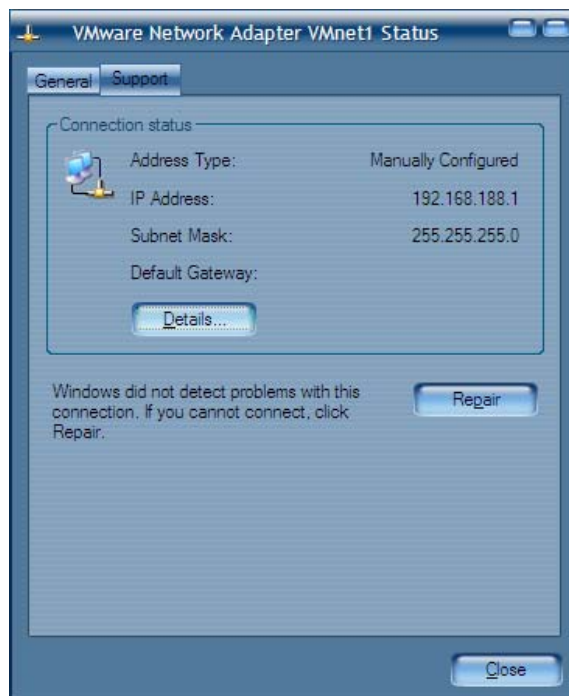 VMware Network Adapter VMnet1 Status
General Support
Connection status
Address Type: Manually Configured
IP Address: 192.168.188.1
Subnet Mask: 255.255.255.0
Default Gateway:
Details...
Windows did not detect problems with this
connection. If you cannot connect, click
Repair.
Repair
Close